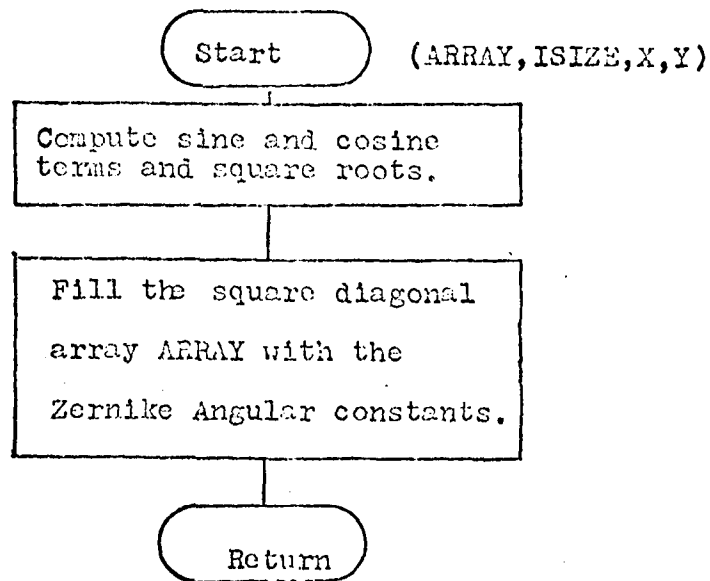 Start (ARRAY,ISIZE,X,Y)
Compute sine and cosine
terms and square roots.
Fill the square diagonal
array ARRAY with the
Zernike Angular constants.
Return